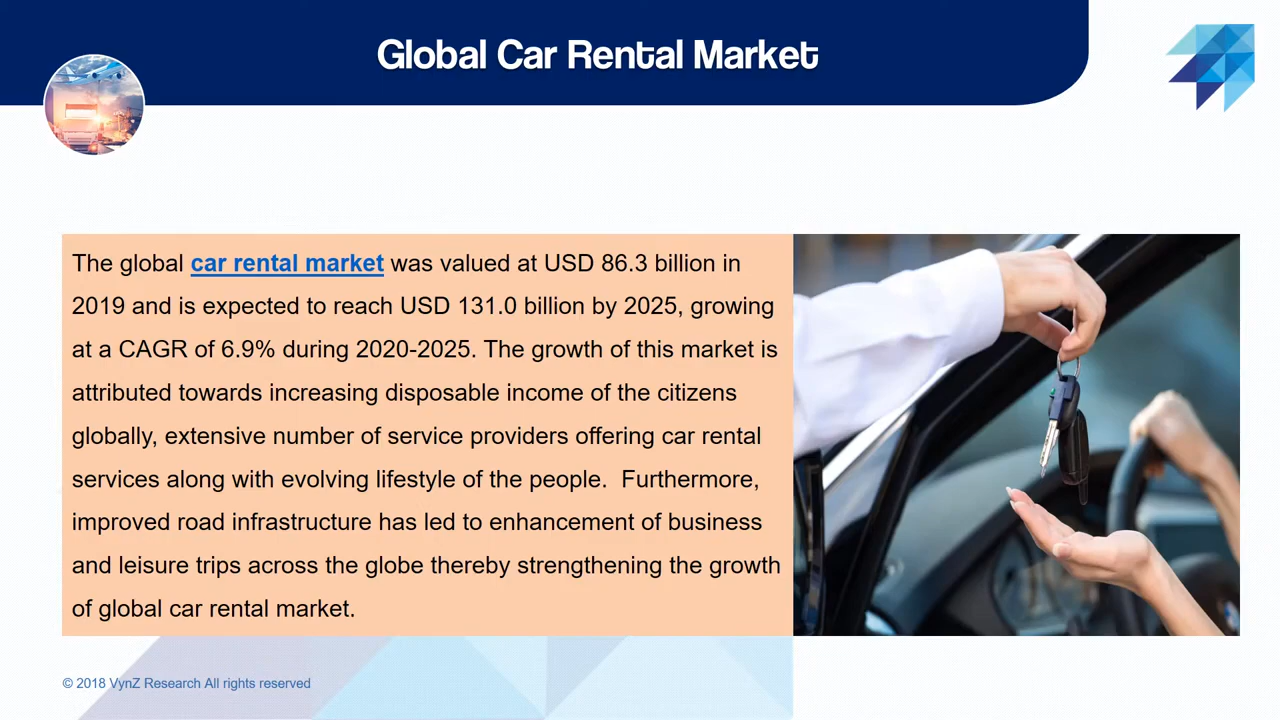 Global Car Rental Market
The global car rental market was valued at USD 86.3 billion in
2019 and is expected to reach USD 131.0 billion by 2025, growing
at a CAGR of 6.9% during 2020-2025. The growth of this market is
attributed towards increasing disposable income of the citizens
globally, extensive number of service providers offering car rental
services along with evolving lifestyle of the people.  Furthermore,
improved road infrastructure has led to enhancement of business
and leisure trips across the globe thereby strengthening the growth
of global car rental market.
© 2018 VynZ Research All rights reserved